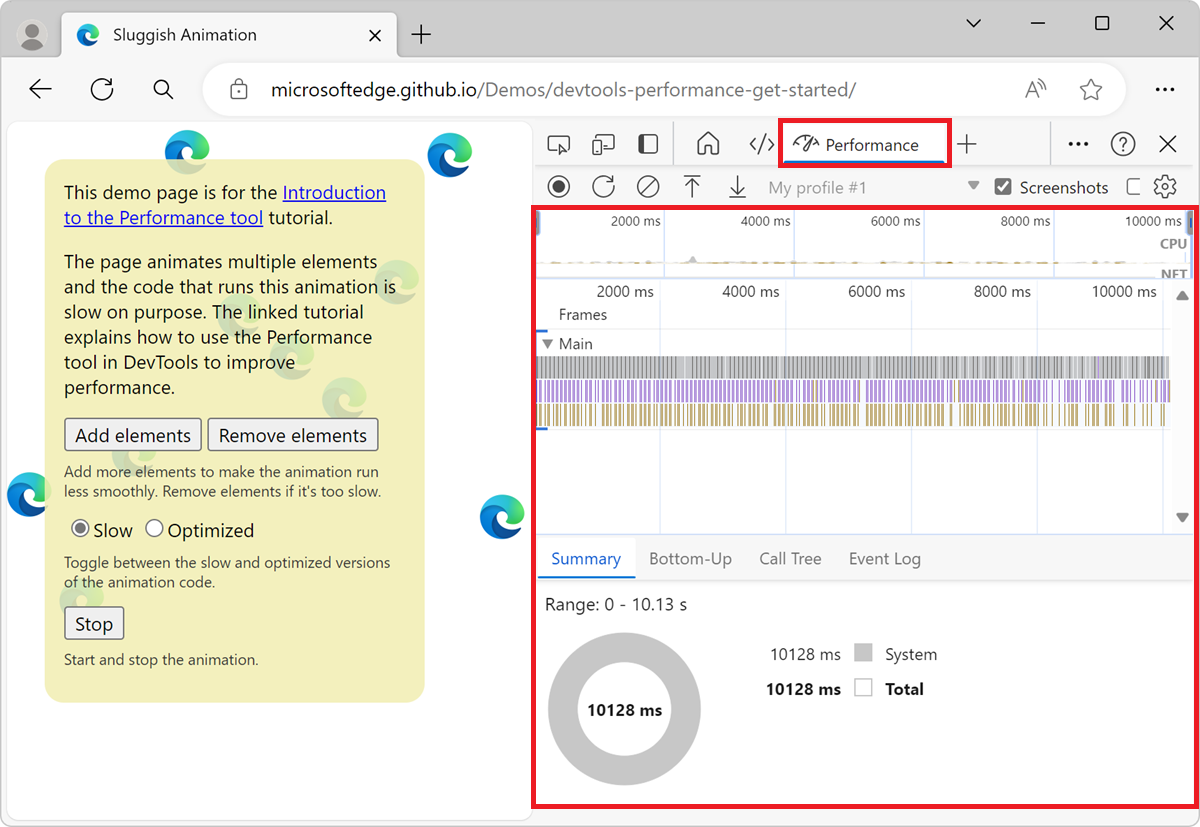 Sluggish Animation
microsoftedge.github.io/Demos/devtools-performance-get-started/
This demo page is for the Introduction
to the Performance tool tutorial.
The page animates multiple elements
and the code that runs this animation is
slow on purpose. The linked tutorial
explains how to use the Performance
tool in DevTools to improve
performance.
Add elements Remove elements
Add more elements to make the animation run
less smoothly. Remove elements if it's too slow.
Slow Optimized
Toggle between the slow and optimized versions
of the animation code.
Stop
Start and stop the animation.
Performance
My profile #1 Screenshots
2000 ms 4000 ms 6000 ms 8000 ms 10000 ms
CPU
NET
2000 ms 4000 ms 6000 ms 8000 ms 10000 ms
Frames
Main
Summary Bottom-Up Call Tree Event Log
Range: 0 - 10.13 s
10128 ms System
10128 ms Total
10128 ms